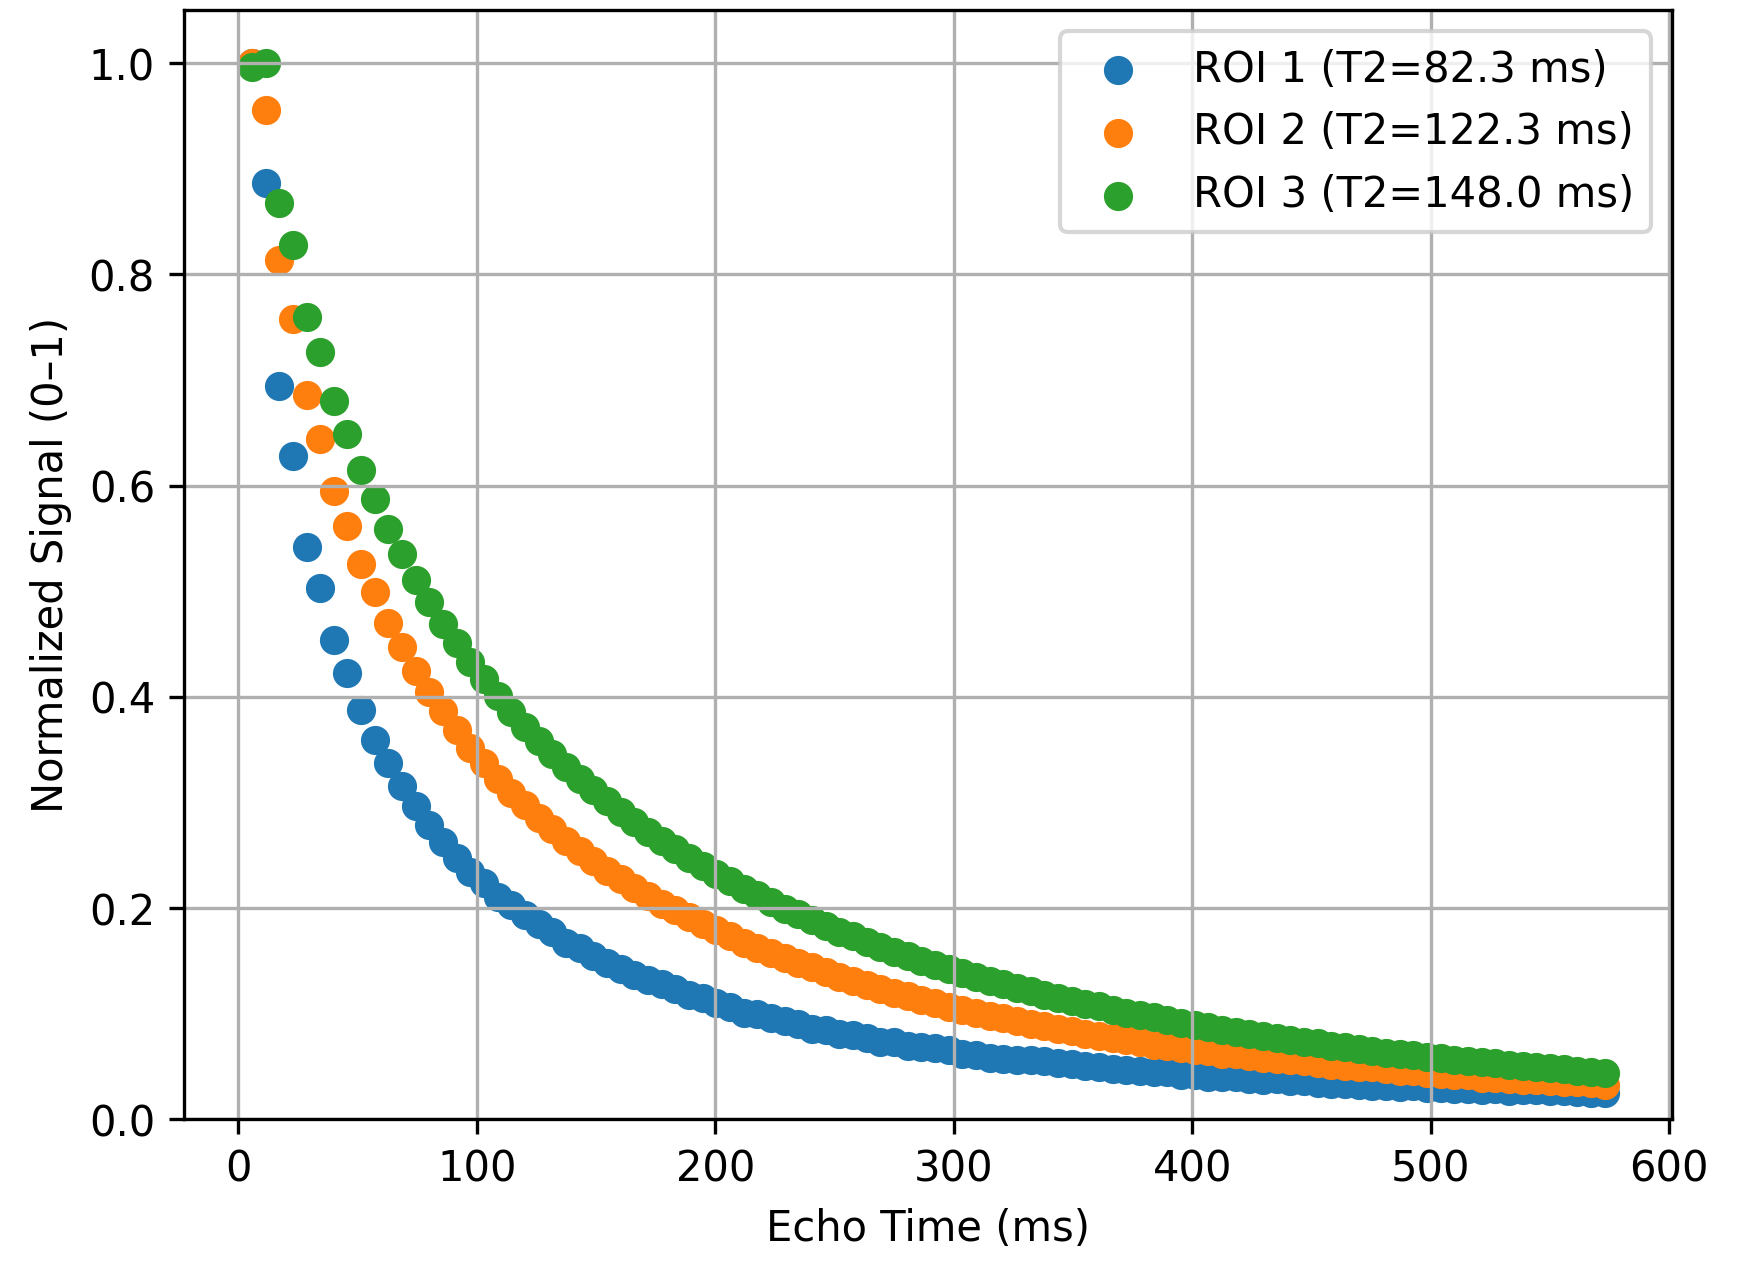 ROI 1 (T2=82.3 ms)
ROI 2 (T2=122.3 ms)
ROI 3 (T2=148.0 ms)
Normalized Signal (0–1)
1.0
0.8
0.6
0.4
0.2
0.0
0 100 200 300 400 500 600
Echo Time (ms)